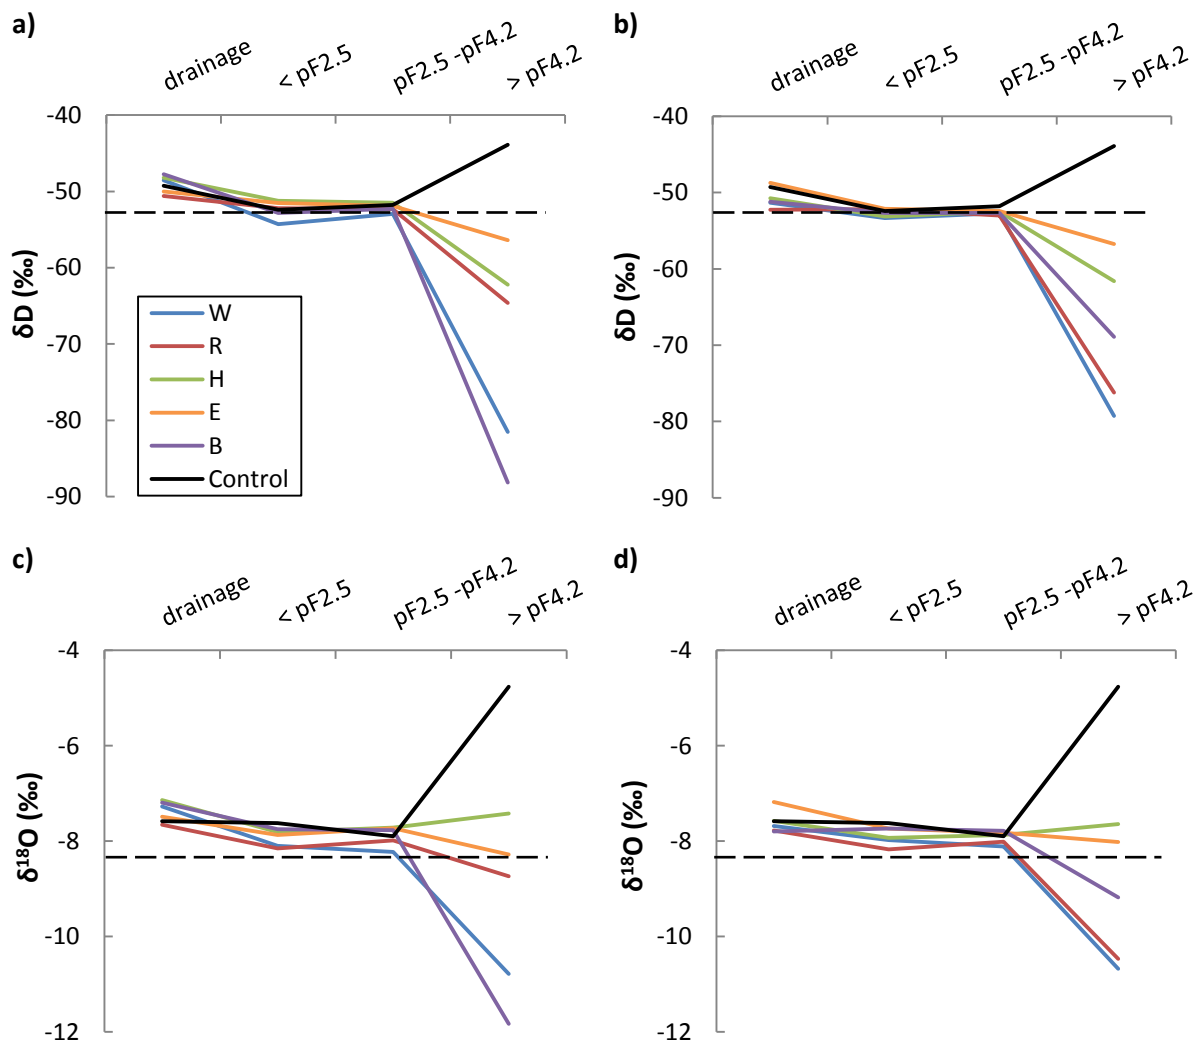 a)
drainage
< pF2.5
pF2.5 -pF4.2
> pF4.2
-40
-50
-60
-70
-80
-90
δD (‰)
W
R
H
E
B
Control
b)
drainage
< pF2.5
pF2.5 -pF4.2
> pF4.2
-40
-50
-60
-70
-80
-90
δD (‰)
c)
drainage
< pF2.5
pF2.5 -pF4.2
> pF4.2
-4
-6
-8
-10
-12
δ¹⁸O (‰)
d)
drainage
< pF2.5
pF2.5 -pF4.2
> pF4.2
-4
-6
-8
-10
-12
δ¹⁸O (‰)